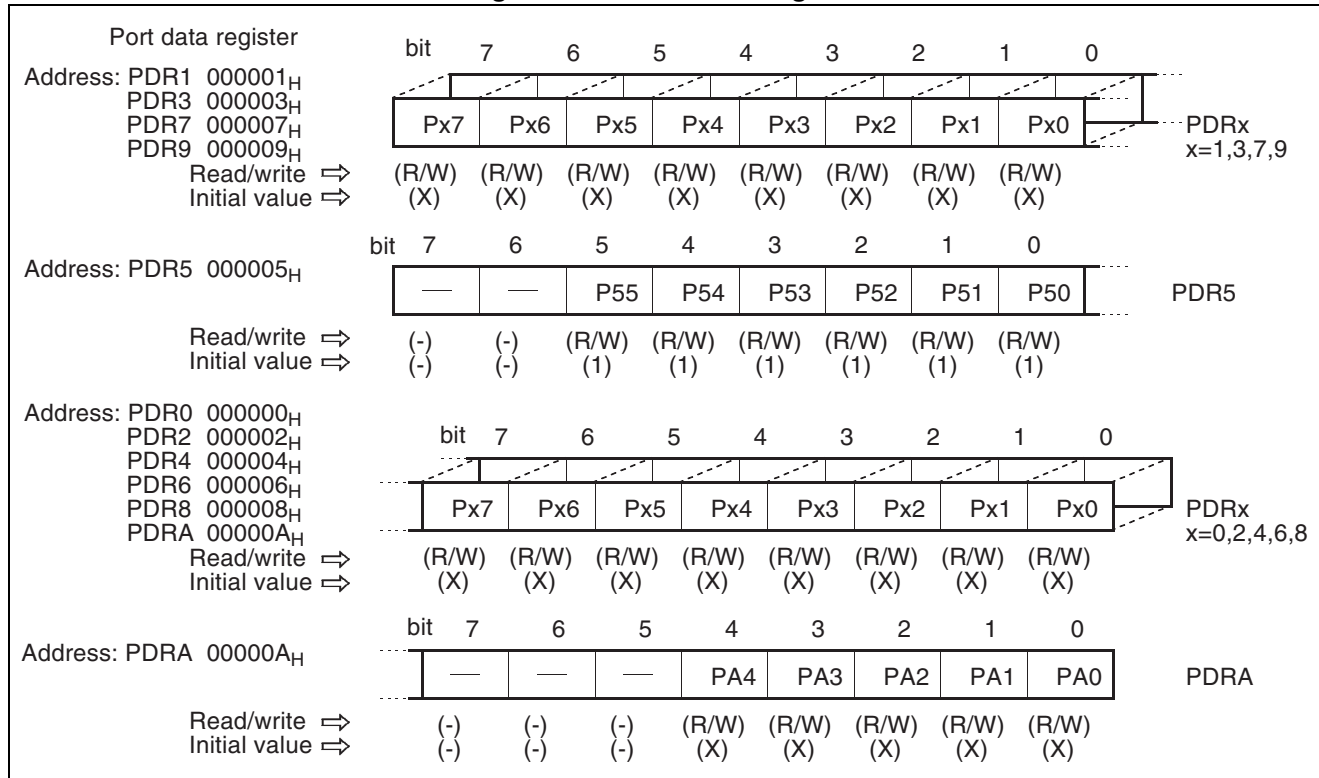 Port data register
bit 7 6 5 4 3 2 1 0
Address: PDR1 000001H
PDR3 000003H
PDR7 000007H
PDR9 000009H
Px7 Px6 Px5 Px4 Px3 Px2 Px1 Px0
PDRx
x=1,3,7,9
Read/write ⇨ (R/W) (R/W) (R/W) (R/W) (R/W) (R/W) (R/W) (R/W)
Initial value ⇨ (X) (X) (X) (X) (X) (X) (X) (X)
bit 7 6 5 4 3 2 1 0
Address: PDR5 000005H
— — P55 P54 P53 P52 P51 P50 PDR5
Read/write ⇨ (-) (-) (R/W) (R/W) (R/W) (R/W) (R/W) (R/W)
Initial value ⇨ (-) (-) (1) (1) (1) (1) (1) (1)
Address: PDR0 000000H
PDR2 000002H
PDR4 000004H
PDR6 000006H
PDR8 000008H
PDRA 00000AH
bit 7 6 5 4 3 2 1 0
Px7 Px6 Px5 Px4 Px3 Px2 Px1 Px0
PDRx
x=0,2,4,6,8
Read/write ⇨ (R/W) (R/W) (R/W) (R/W) (R/W) (R/W) (R/W) (R/W)
Initial value ⇨ (X) (X) (X) (X) (X) (X) (X) (X)
bit 7 6 5 4 3 2 1 0
Address: PDRA 00000AH
— — — PA4 PA3 PA2 PA1 PA0 PDRA
Read/write ⇨ (-) (-) (-) (R/W) (R/W) (R/W) (R/W) (R/W)
Initial value ⇨ (-) (-) (-) (X) (X) (X) (X) (X)